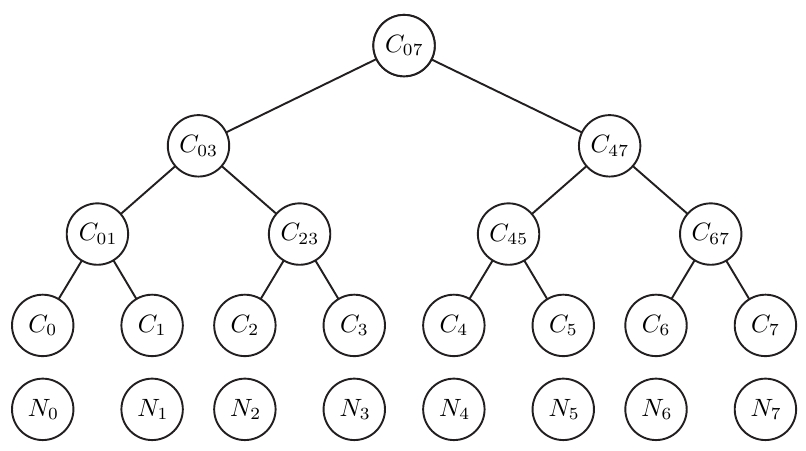 C₀₇
C₀₃ C₄₇
C₀₁ C₂₃ C₄₅ C₆₇
C₀ C₁ C₂ C₃ C₄ C₅ C₆ C₇
N₀ N₁ N₂ N₃ N₄ N₅ N₆ N₇